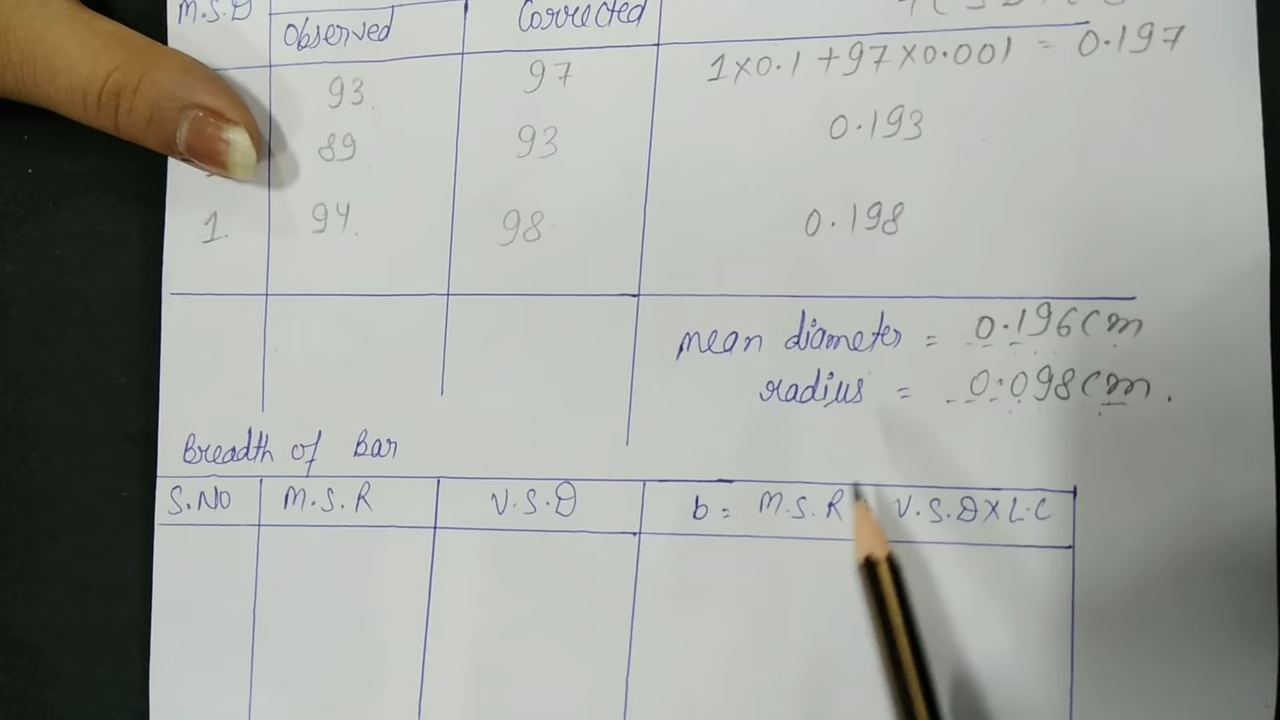 M.S.D Observed Corrected
93. 97 1×0.1+97×0.001 = 0.197
89 93 0.193
1. 94. 98 0.198
mean diameter = 0.196cm
radius = 0.098cm.
Breadth of Bar
S.No M.S.R V.S.D b = M.S.R V.S.D×L.C